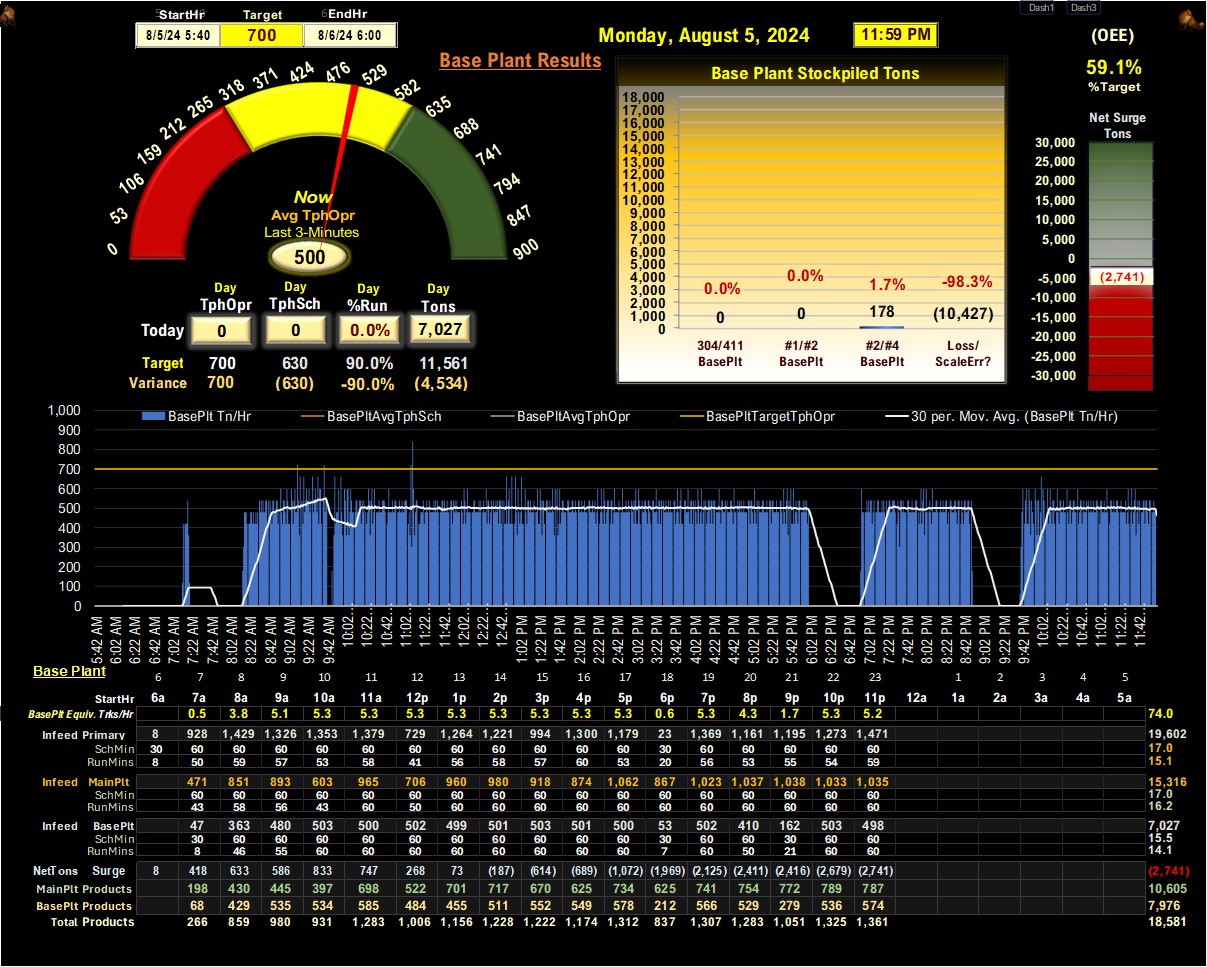 StartHr Target EndHr
8/5/24 5:40 700 8/6/24 6:00
Dash1 Dash3
Monday, August 5, 2024 11:59 PM
(OEE)
59.1%
%Target
Base Plant Results
0 53 106 159 212 265 318 371 424 476 529 582 635 688 741 794 847 900
Now
Avg TphOpr
Last 3-Minutes
500
Day Day Day Day
TphOpr TphSch %Run Tons
Today 0 0 0.0% 7,027
Target 700 630 90.0% 11,561
Variance 700 (630) -90.0% (4,534)
Base Plant Stockpiled Tons
18,000
17,000
16,000
15,000
14,000
13,000
12,000
11,000
10,000
9,000
8,000
7,000
6,000
5,000
4,000
3,000
2,000
1,000
0
0.0% 0.0% 1.7% -98.3%
0 0 178 (10,427)
304/411 #1/#2 #2/#4 Loss/
BasePlt BasePlt BasePlt ScaleErr?
Net Surge
Tons
30,000
25,000
20,000
15,000
10,000
5,000
0
-5,000
-10,000
-15,000
-20,000
-25,000
-30,000
(2,741)
BasePlt Tn/Hr BasePltAvgTphSch BasePltAvgTphOpr BasePltTargetTphOpr 30 per. Mov. Avg. (BasePlt Tn/Hr)
1,000
900
800
700
600
500
400
300
200
100
0
5:42 AM 6:02 AM 6:22 AM 6:42 AM 7:02 AM 7:22 AM 7:42 AM 8:02 AM 8:22 AM 8:42 AM 9:02 AM 9:22 AM 9:42 AM 10:02... 10:22... 10:42... 11:02... 11:22... 11:42... 12:02... 12:22... 12:42... 1:02 PM 1:22 PM 1:42 PM 2:02 PM 2:22 PM 2:42 PM 3:02 PM 3:22 PM 3:42 PM 4:02 PM 4:22 PM 4:42 PM 5:02 PM 5:22 PM 5:42 PM 6:02 PM 6:22 PM 6:42 PM 7:02 PM 7:22 PM 7:42 PM 8:02 PM 8:22 PM 8:42 PM 9:02 PM 9:22 PM 9:42 PM 10:02... 10:22... 10:42... 11:02... 11:22... 11:42...
Base Plant
6 7 8 9 10 11 12 13 14 15 16 17 18 19 20 21 22 23 1 2 3 4 5
StartHr 6a 7a 8a 9a 10a 11a 12p 1p 2p 3p 4p 5p 6p 7p 8p 9p 10p 11p 12a 1a 2a 3a 4a 5a
BasePlt Equiv. Trks/Hr 0.5 3.8 5.1 5.3 5.3 5.3 5.3 5.3 5.3 5.3 5.3 0.6 5.3 4.3 1.7 5.3 5.2 74.0
Infeed Primary 8 928 1,429 1,326 1,353 1,379 729 1,264 1,221 994 1,300 1,179 23 1,369 1,161 1,195 1,273 1,471 19,602
SchMin 30 60 60 60 60 60 60 60 60 60 60 60 30 60 60 60 60 60 17.0
RunMins 8 50 59 57 53 58 41 56 58 57 60 53 20 56 53 55 54 59 15.1
Infeed MainPlt 471 851 893 603 965 706 960 980 918 874 1,062 867 1,023 1,037 1,038 1,033 1,035 15,316
SchMin 60 60 60 60 60 60 60 60 60 60 60 60 60 60 60 60 60 17.0
RunMins 43 58 56 43 60 50 60 60 60 60 60 60 60 60 60 60 60 16.2
Infeed BasePlt 47 363 480 503 500 502 499 501 503 501 500 53 502 410 162 503 498 7,027
SchMin 30 60 60 60 60 60 60 60 60 60 60 30 60 60 30 60 60 15.5
RunMins 8 46 55 60 60 60 60 60 60 60 60 7 60 50 21 60 60 14.1
NetTons Surge 8 418 633 586 833 747 268 73 (187) (614) (689) (1,072) (1,969) (2,125) (2,411) (2,416) (2,679) (2,741) (2,741)
MainPlt Products 198 430 445 397 698 522 701 717 670 625 734 625 741 754 772 789 787 10,605
BasePlt Products 68 429 535 534 585 484 455 511 552 549 578 212 566 529 279 536 574 7,976
Total Products 266 859 980 931 1,283 1,006 1,156 1,228 1,222 1,174 1,312 837 1,307 1,283 1,051 1,325 1,361 18,581